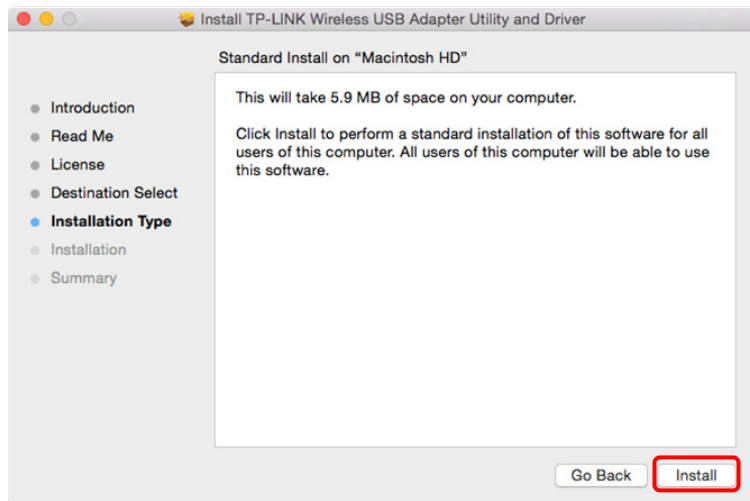 Install TP-LINK Wireless USB Adapter Utility and Driver
Standard Install on “Macintosh HD”
Introduction
Read Me
License
Destination Select
Installation Type
Installation
Summary
This will take 5.9 MB of space on your computer.
Click Install to perform a standard installation of this software for all
users of this computer. All users of this computer will be able to use
this software.
Go Back
Install